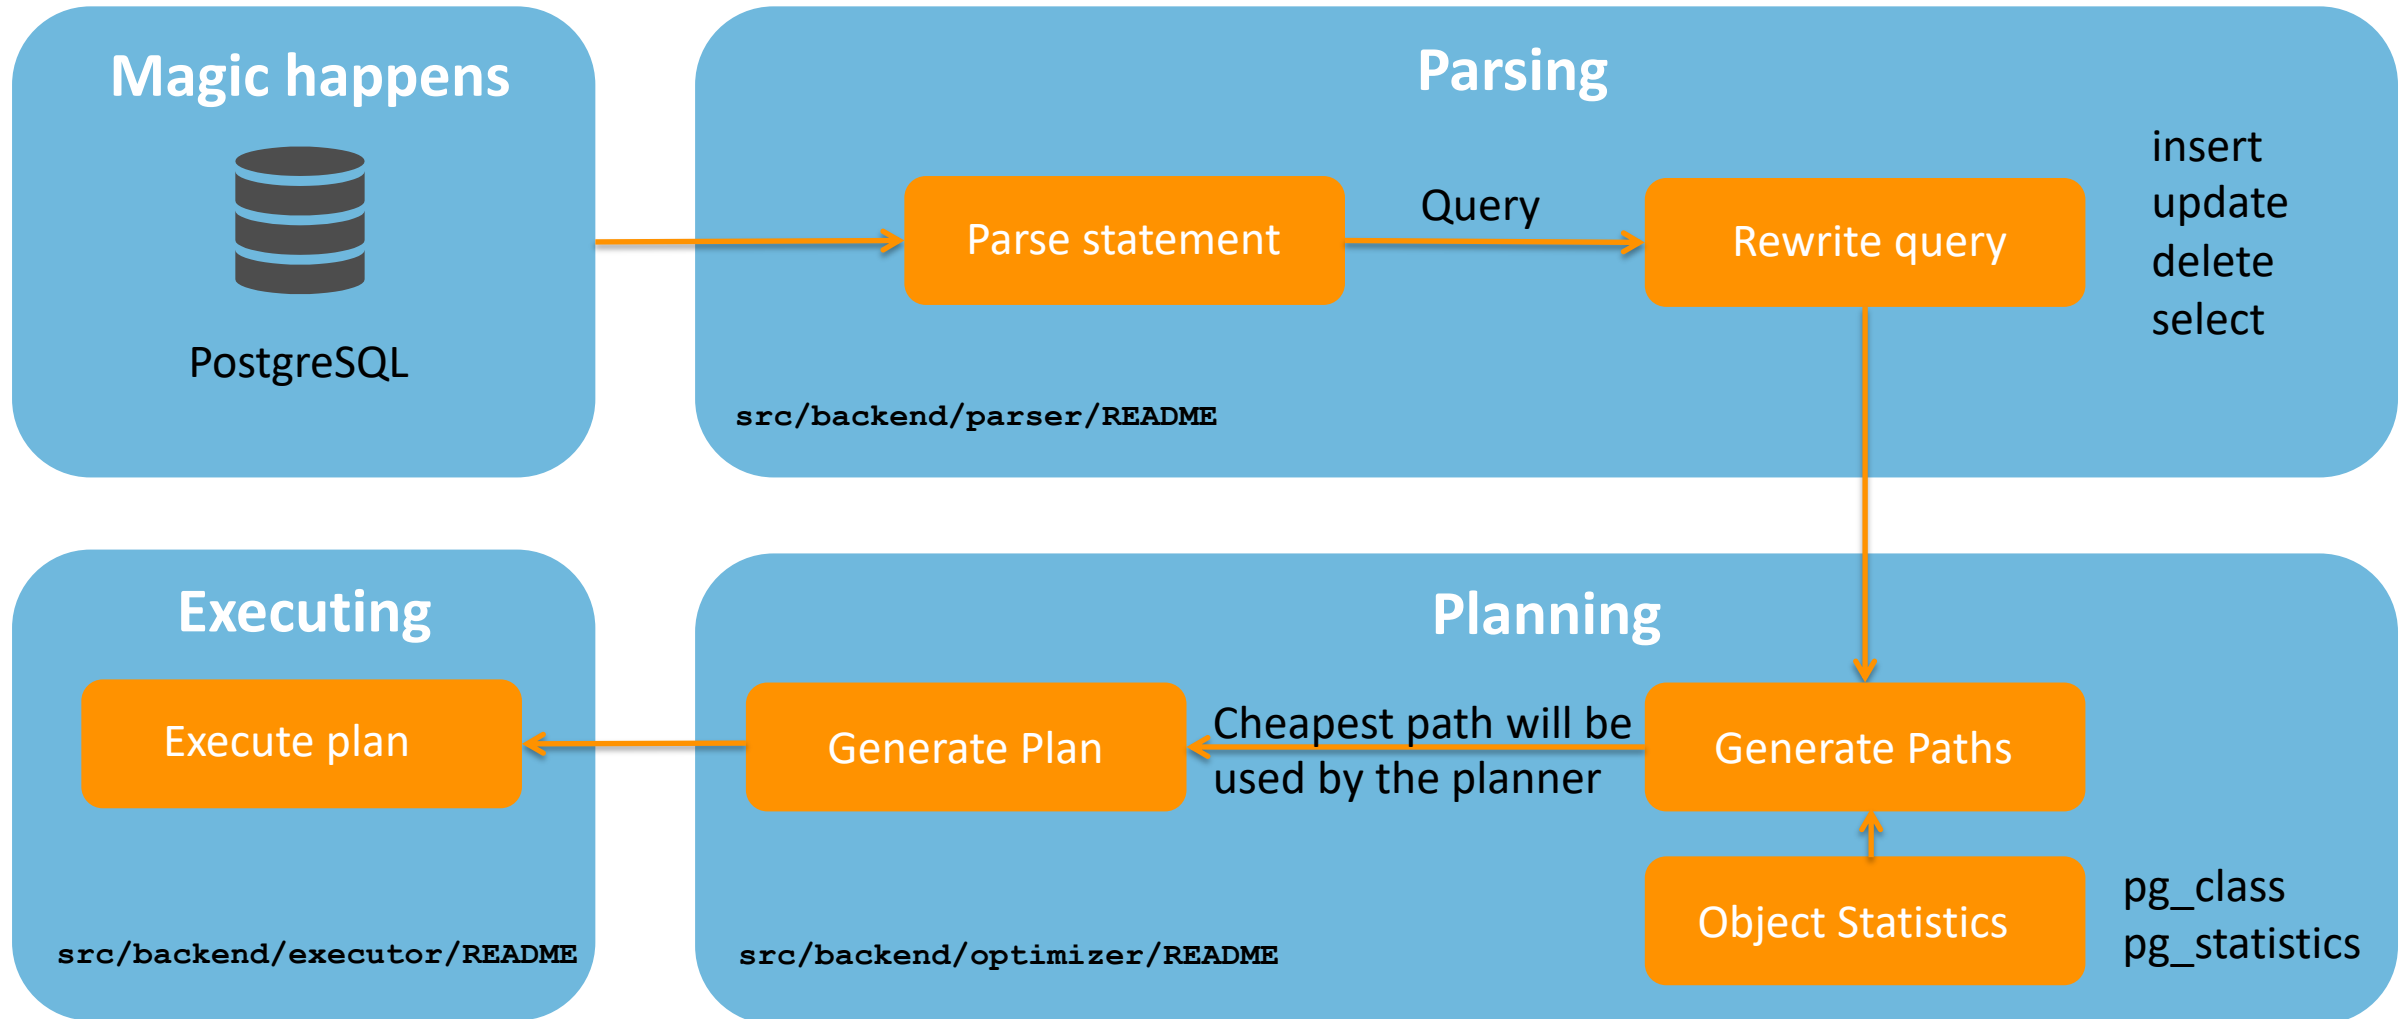 Magic happens
PostgreSQL
Parsing
Parse statement
Query
Rewrite query
insert
update
delete
select
src/backend/parser/README
Executing
Execute plan
src/backend/executor/README
Planning
Generate Plan
Cheapest path will be
used by the planner
Generate Paths
Object Statistics
pg_class
pg_statistics
src/backend/optimizer/README